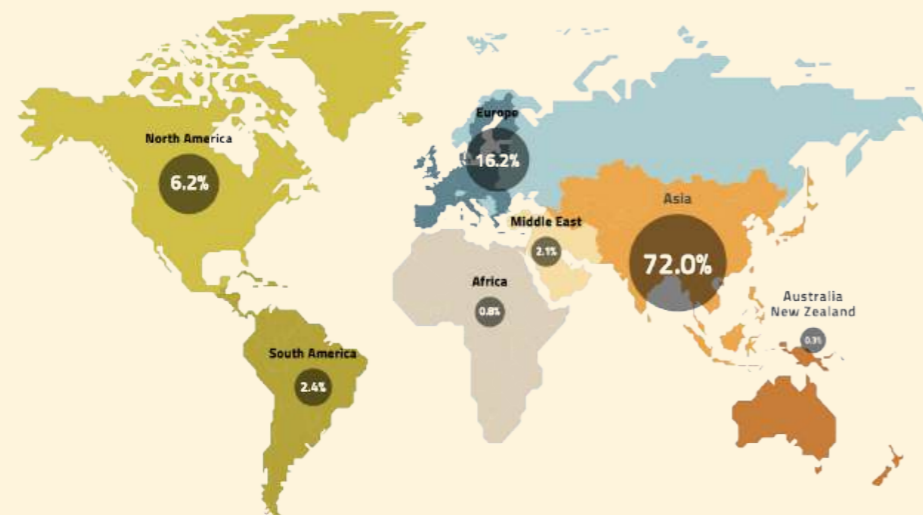 North America
6.2%
Europe
16.2%
Asia
72.0%
Middle East
2.1%
Africa
0.8%
Australia
New Zealand
0.3%
South America
2.4%